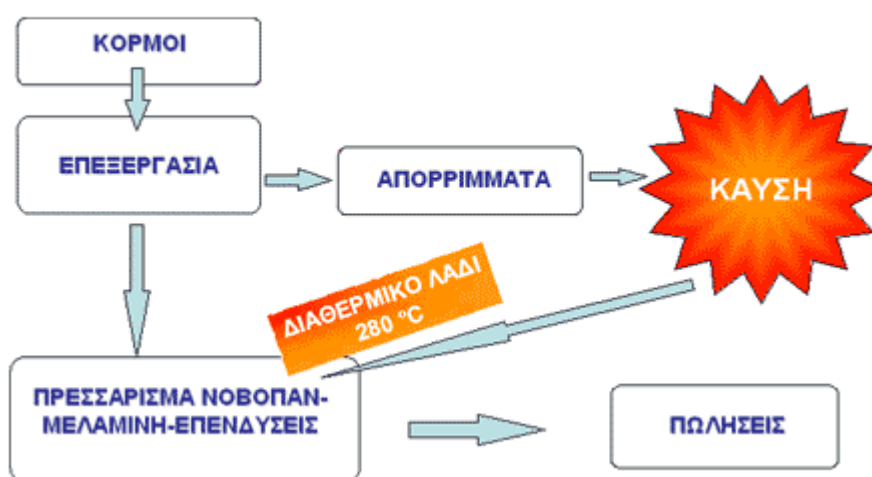 ΚΟΡΜΟΙ
ΕΠΕΞΕΡΓΑΣΙΑ
ΑΠΟΡΡΙΜΜΑΤΑ
ΚΑΥΣΗ
ΔΙΑΘΕΡΜΙΚΟ ΛΑΔΙ
280 °C
ΠΡΕΣΣΑΡΙΣΜΑ ΝΟΒΟΠΑΝ-
ΜΕΛΑΜΙΝΗ-ΕΠΕΝΔΥΣΕΙΣ
ΠΩΛΗΣΕΙΣ